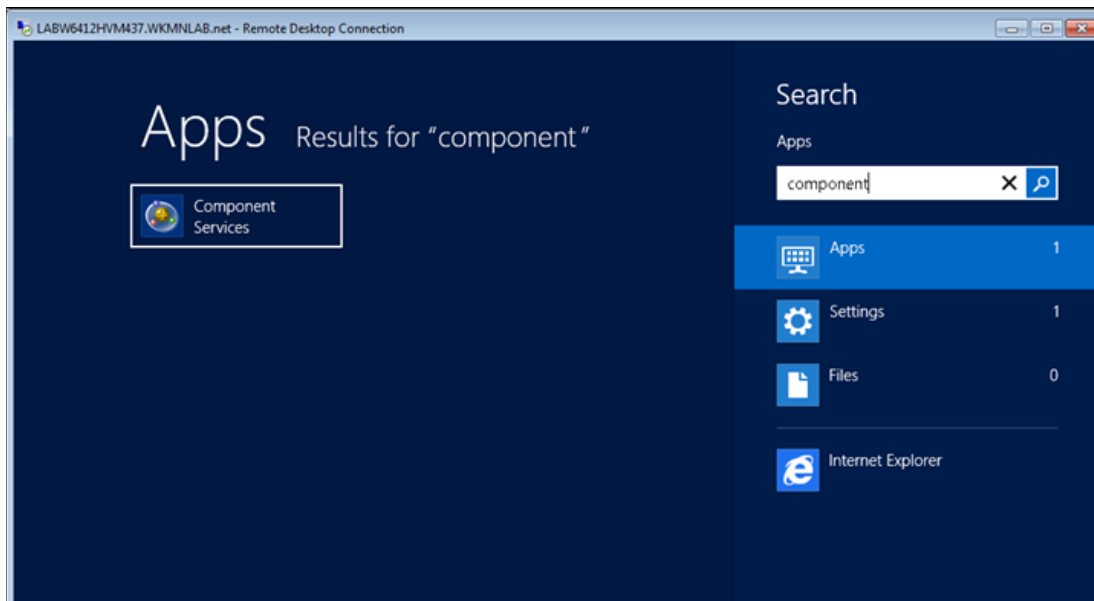 LABW6412HVM437.WKMNLAB.net - Remote Desktop Connection
Apps Results for “component”
Component
Services
Search
Apps
component
Apps 1
Settings 1
Files 0
Internet Explorer